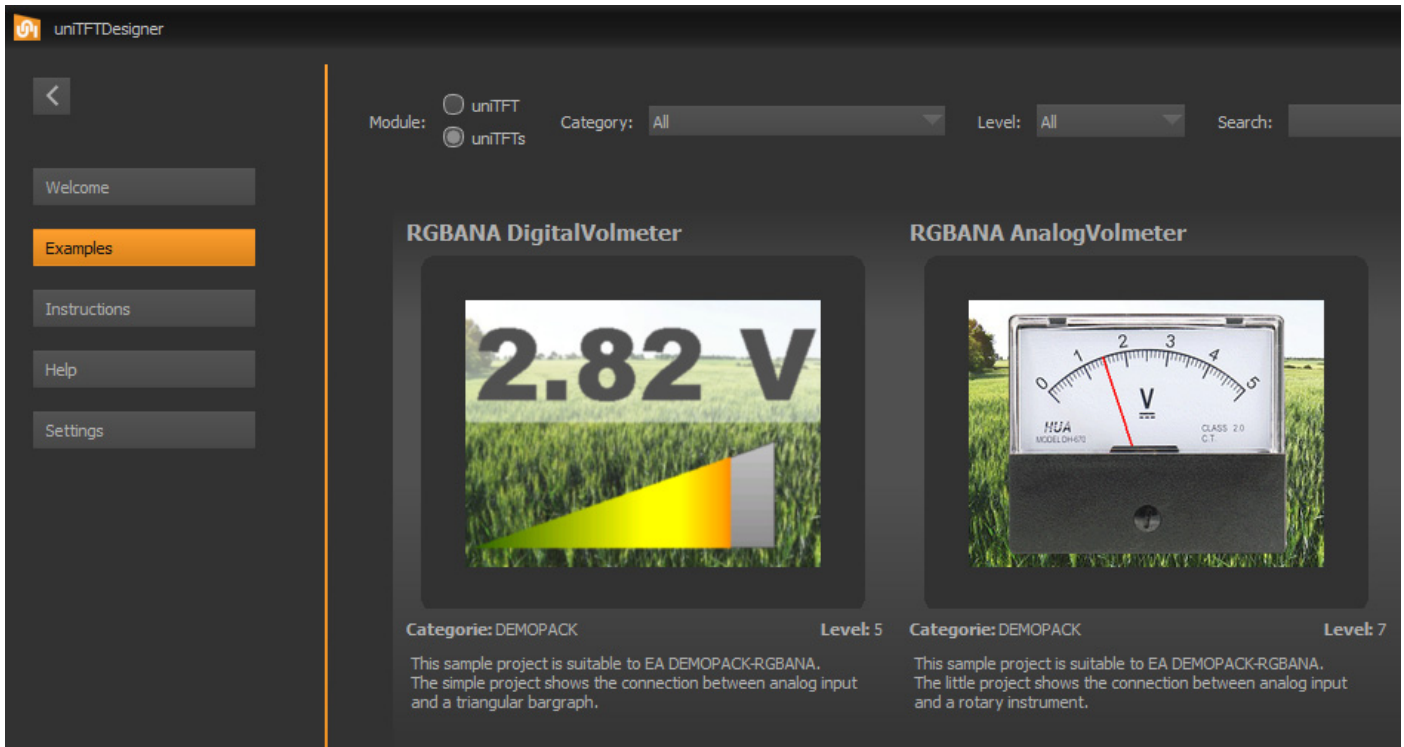 uniTFTDesigner
Module:
uniTFT
uniTFTs
Category: All
Level: All
Search:
Welcome
Examples
Instructions
Help
Settings
RGBANA DigitalVolmeter
2.82 V
Categorie: DEMOPACK Level: 5
This sample project is suitable to EA DEMOPACK-RGBANA.
The simple project shows the connection between analog input
and a triangular bargraph.
RGBANA AnalogVolmeter
0 1 2 3 4 5
V
HUA
MODEL DH-670
CLASS 2.0
C.T.
Categorie: DEMOPACK Level: 7
This sample project is suitable to EA DEMOPACK-RGBANA.
The little project shows the connection between analog input
and a rotary instrument.